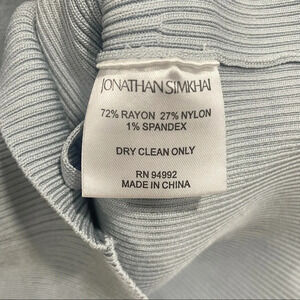 JONATHAN SIMKHAI
72% RAYON 27% NYLON
1% SPANDEX
DRY CLEAN ONLY
RN 94992
MADE IN CHINA